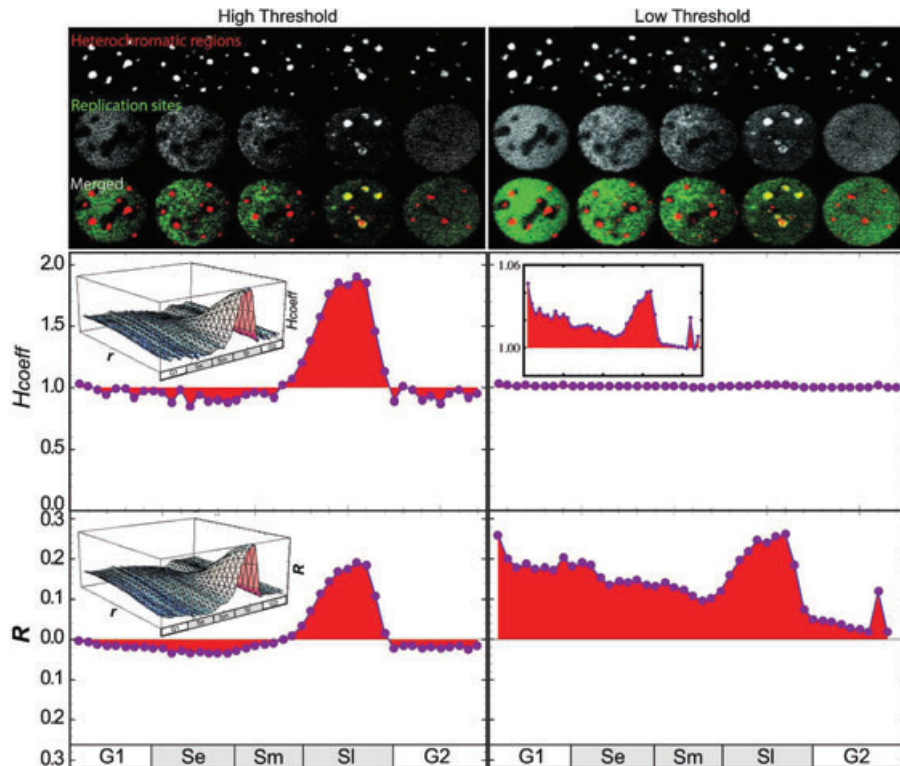 High Threshold
Low Threshold
Heterochromatic regions
Replication sites
Merged
Hcoeff
2.0
1.5
1.0
0.5
0.0
r
Hcoeff
1.06
1.00
R
0.3
0.2
0.1
0.0
0.1
0.2
0.3
r
R
G1 Se Sm Sl G2
G1 Se Sm Sl G2